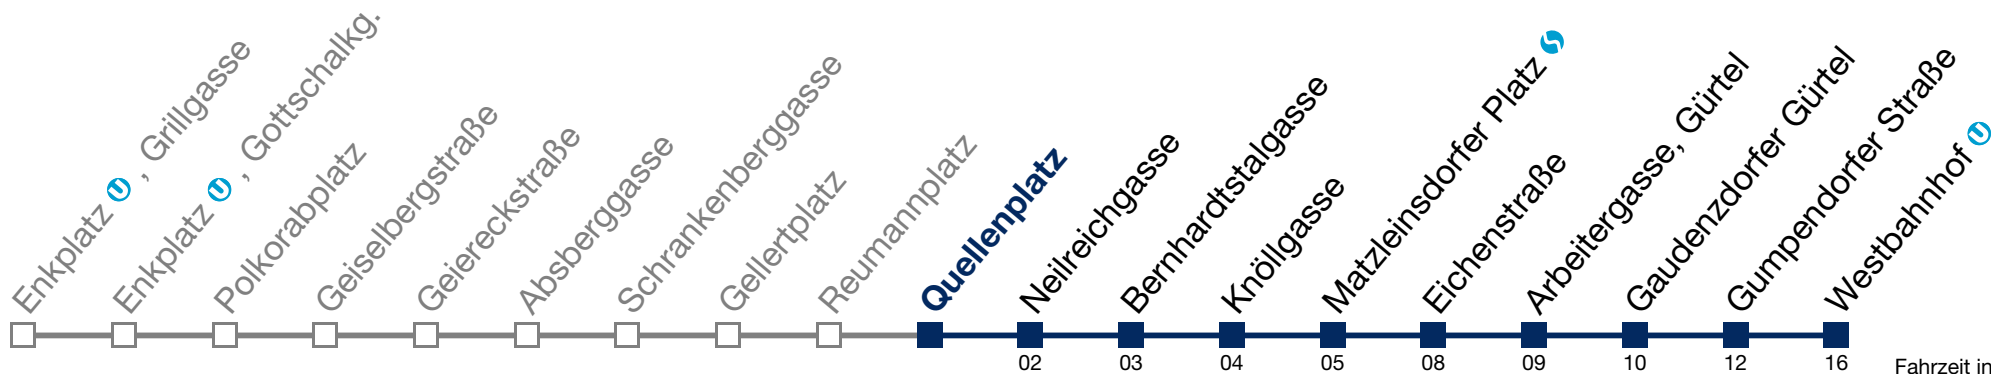 Enkplatz U , Grillgasse
Enkplatz U , Gottschalkg.
Polkorabplatz
Geiselbergstraße
Geiereckstraße
Absberggasse
Schrankenberggasse
Gellertplatz
Reumannplatz
Quellenplatz
Neilreichgasse
Bernhardtstalgasse
Knöllgasse
Matzleinsdorfer Platz S
Eichenstraße
Arbeitergasse, Gürtel
Gaudenzdorfer Gürtel
Gumpendorfer Straße
Westbahnhof U
02 03 04 05 08 09 10 12 16
Fahrzeit in